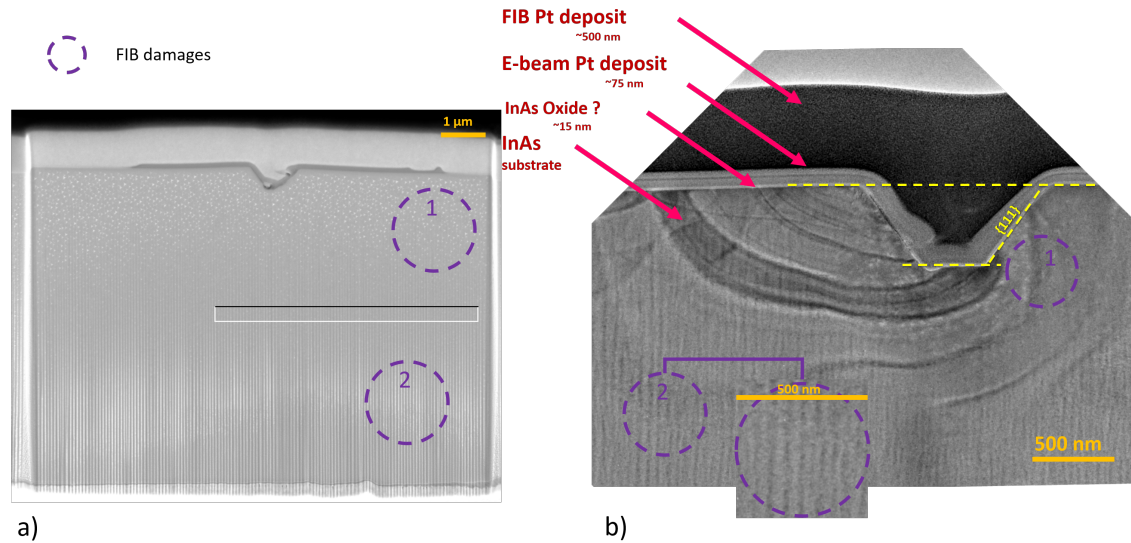 FIB damages
1 µm
1
2
a)
FIB Pt deposit
~500 nm
E-beam Pt deposit
~75 nm
InAs Oxide ?
~15 nm
InAs
substrate
{111}
1
2
500 nm
500 nm
b)